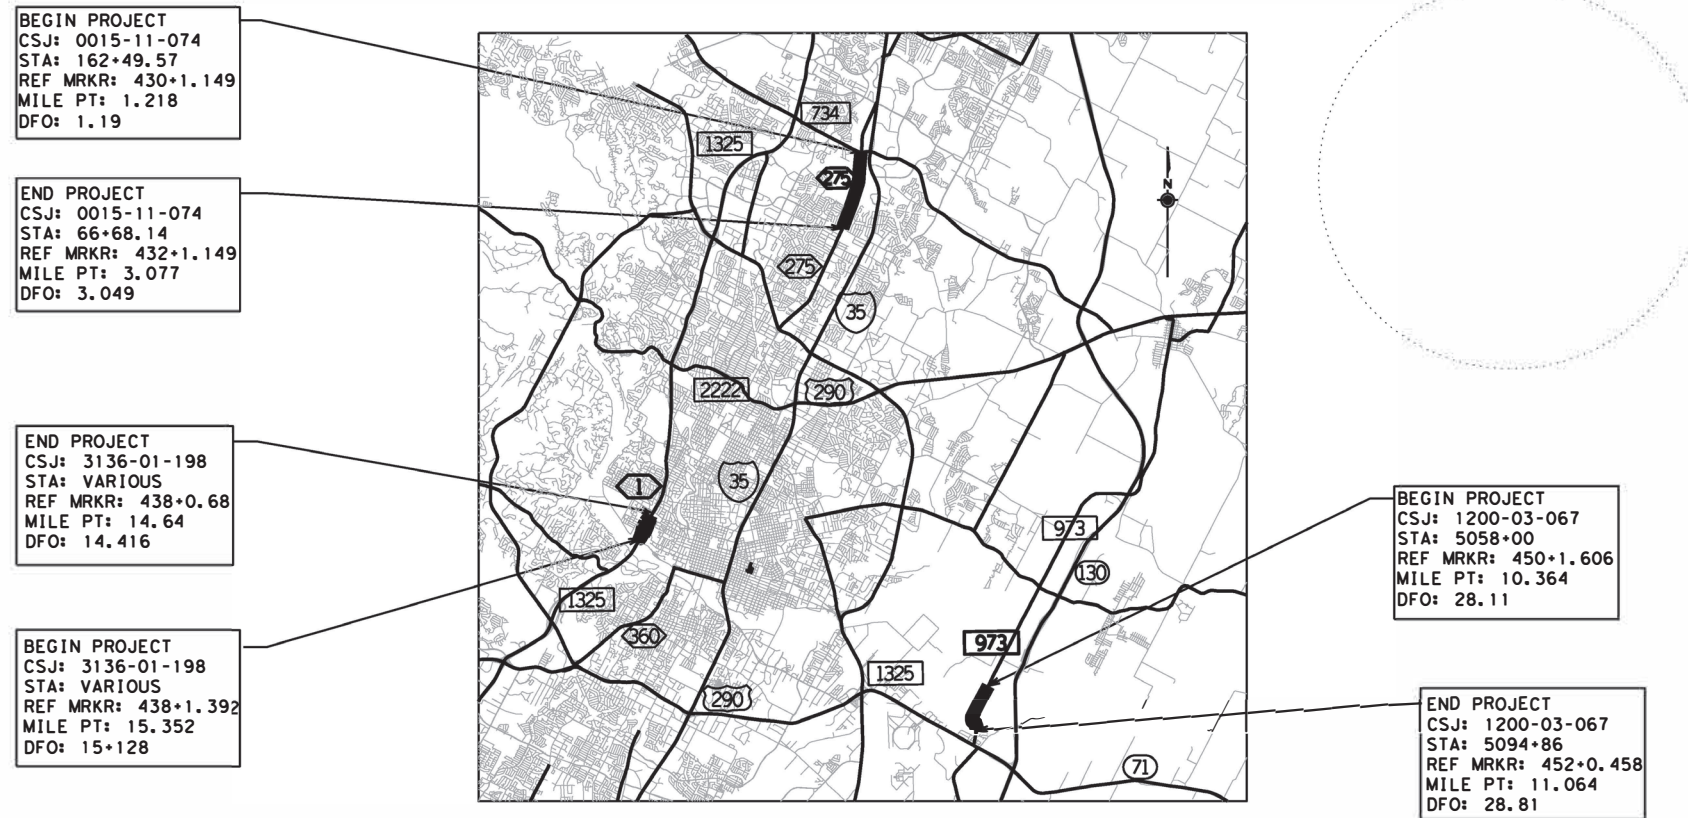 BEGIN PROJECT
CSJ: 0015-11-074
STA: 162+49.57
REF MRKR: 430+1.149
MILE PT: 1.218
DFO: 1.19
END PROJECT
CSJ: 0015-11-074
STA: 66+68.14
REF MRKR: 432+1.149
MILE PT: 3.077
DFO: 3.049
END PROJECT
CSJ: 3136-01-198
STA: VARIOUS
REF MRKR: 438+0.68
MILE PT: 14.64
DFO: 14.416
BEGIN PROJECT
CSJ: 3136-01-198
STA: VARIOUS
REF MRKR: 438+1.392
MILE PT: 15.352
DFO: 15+128
734
1325
275
N
275
35
2222
290
35
1
973
130
1325
360
973
1325
290
71
BEGIN PROJECT
CSJ: 1200-03-067
STA: 5058+00
REF MRKR: 450+1.606
MILE PT: 10.364
DFO: 28.11
END PROJECT
CSJ: 1200-03-067
STA: 5094+86
REF MRKR: 452+0.458
MILE PT: 11.064
DFO: 28.81